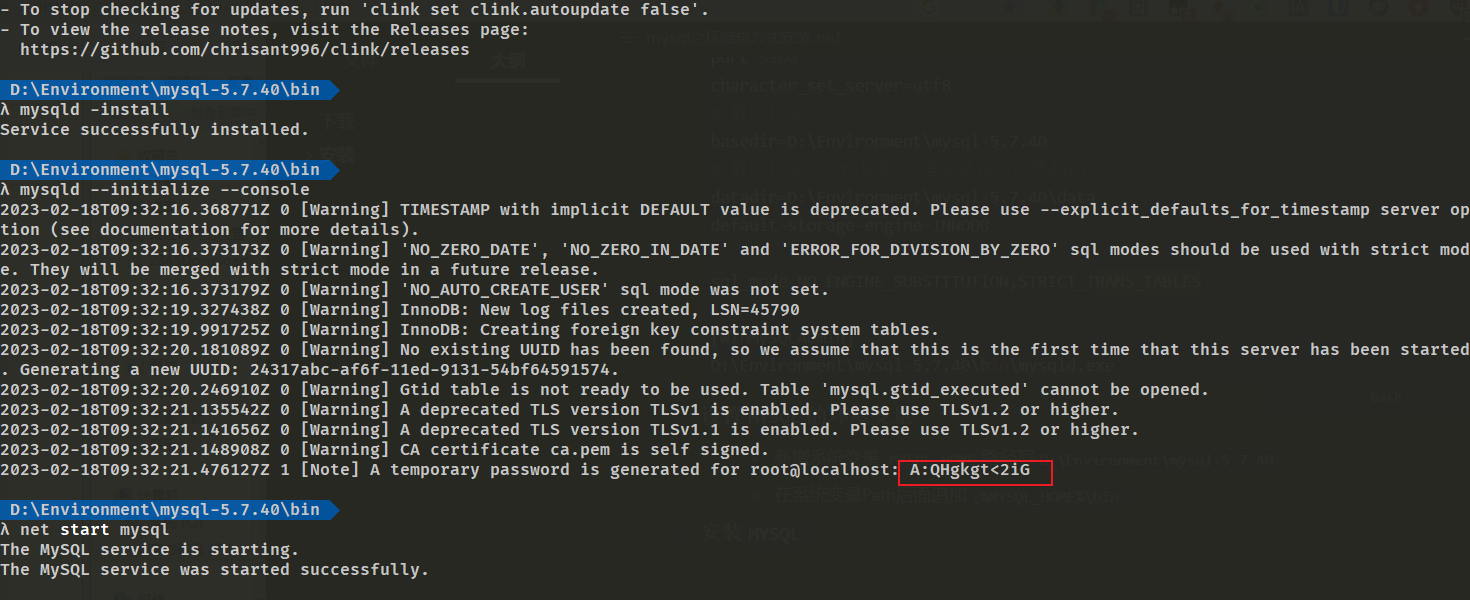 - To stop checking for updates, run 'clink set clink.autoupdate false'.
- To view the release notes, visit the Releases page:
  https://github.com/chrisant996/clink/releases
D:\Environment\mysql-5.7.40\bin
λ mysqld -install
Service successfully installed.
D:\Environment\mysql-5.7.40\bin
λ mysqld --initialize --console
2023-02-18T09:32:16.368771Z 0 [Warning] TIMESTAMP with implicit DEFAULT value is deprecated. Please use --explicit_defaults_for_timestamp server op
tion (see documentation for more details).
2023-02-18T09:32:16.373173Z 0 [Warning] 'NO_ZERO_DATE', 'NO_ZERO_IN_DATE' and 'ERROR_FOR_DIVISION_BY_ZERO' sql modes should be used with strict mod
e. They will be merged with strict mode in a future release.
2023-02-18T09:32:16.373179Z 0 [Warning] 'NO_AUTO_CREATE_USER' sql mode was not set.
2023-02-18T09:32:19.327438Z 0 [Warning] InnoDB: New log files created, LSN=45790
2023-02-18T09:32:19.991725Z 0 [Warning] InnoDB: Creating foreign key constraint system tables.
2023-02-18T09:32:20.181089Z 0 [Warning] No existing UUID has been found, so we assume that this is the first time that this server has been started
. Generating a new UUID: 24317abc-af6f-11ed-9131-54bf64591574.
2023-02-18T09:32:20.246910Z 0 [Warning] Gtid table is not ready to be used. Table 'mysql.gtid_executed' cannot be opened.
2023-02-18T09:32:21.135542Z 0 [Warning] A deprecated TLS version TLSv1 is enabled. Please use TLSv1.2 or higher.
2023-02-18T09:32:21.141656Z 0 [Warning] A deprecated TLS version TLSv1.1 is enabled. Please use TLSv1.2 or higher.
2023-02-18T09:32:21.148908Z 0 [Warning] CA certificate ca.pem is self signed.
2023-02-18T09:32:21.476127Z 1 [Note] A temporary password is generated for root@localhost: A:QHgkgt<2iG
D:\Environment\mysql-5.7.40\bin
λ net start mysql
The MySQL service is starting.
The MySQL service was started successfully.
character_set_server=utf8
basedir=D:\Environment\mysql-5.7.40
安装 MYSQL